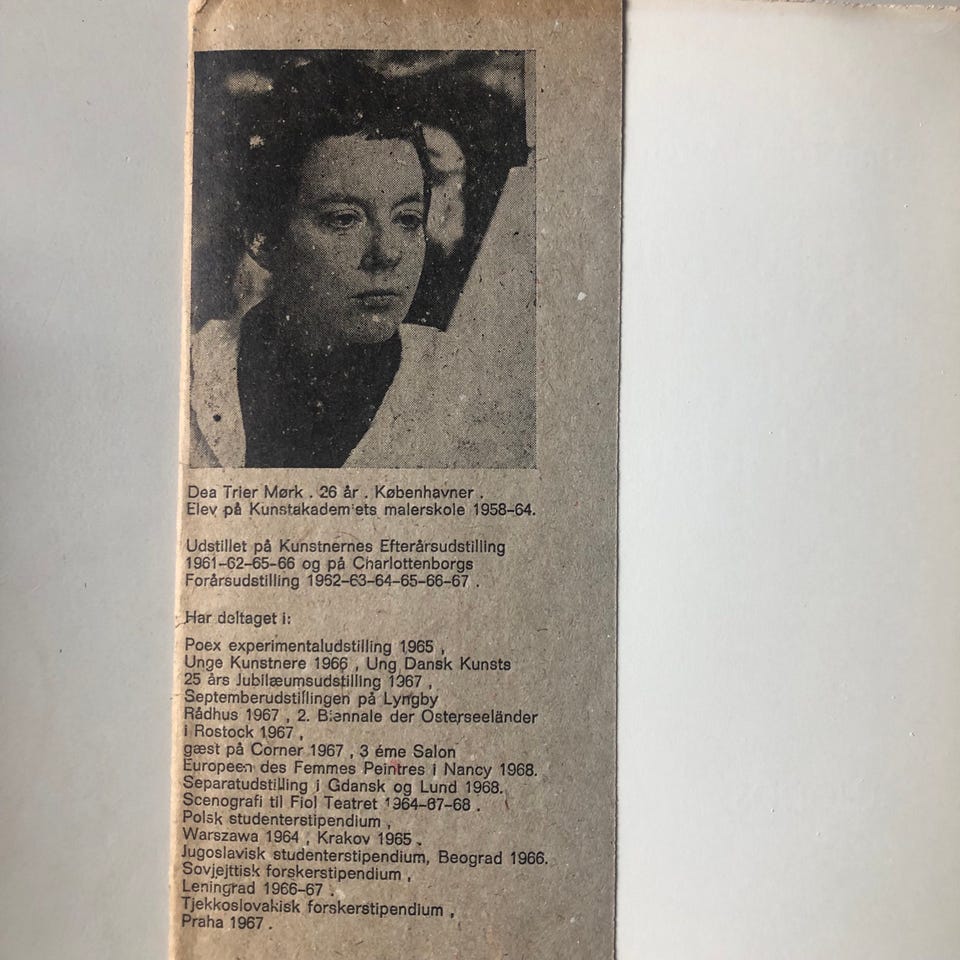 Dea Trier Mørk . 26 år . Københavner .
Elev på Kunstakademiets malerskole 1958–64.
Udstillet på Kunstnernes Efterårsudstilling
1961–62–65–66 og på Charlottenborgs
Forårsudstilling 1962–63–64–65–66–67 .
Har deltaget i:
Poex experimentaludstilling 1965 ,
Unge Kunstnere 1966 , Ung Dansk Kunsts
25 års Jubilæumsudstilling 1967 ,
Septemberudstillingen på Lyngby
Rådhus 1967 , 2. Biennale der Osterseeländer
i Rostock 1967 ,
gæst på Corner 1967 , 3 éme Salon
Europeen des Femmes Peintres i Nancy 1968.
Separatudstilling i Gdansk og Lund 1968.
Scenografi til Fiol Teatret 1964–67–68 .
Polsk studenterstipendium ,
Warszawa 1964 , Krakov 1965 .
Jugoslavisk studenterstipendium, Beograd 1966.
Sovjejttisk forskerstipendium ,
Leningrad 1966–67 .
Tjekkoslovakisk forskerstipendium ,
Praha 1967 .